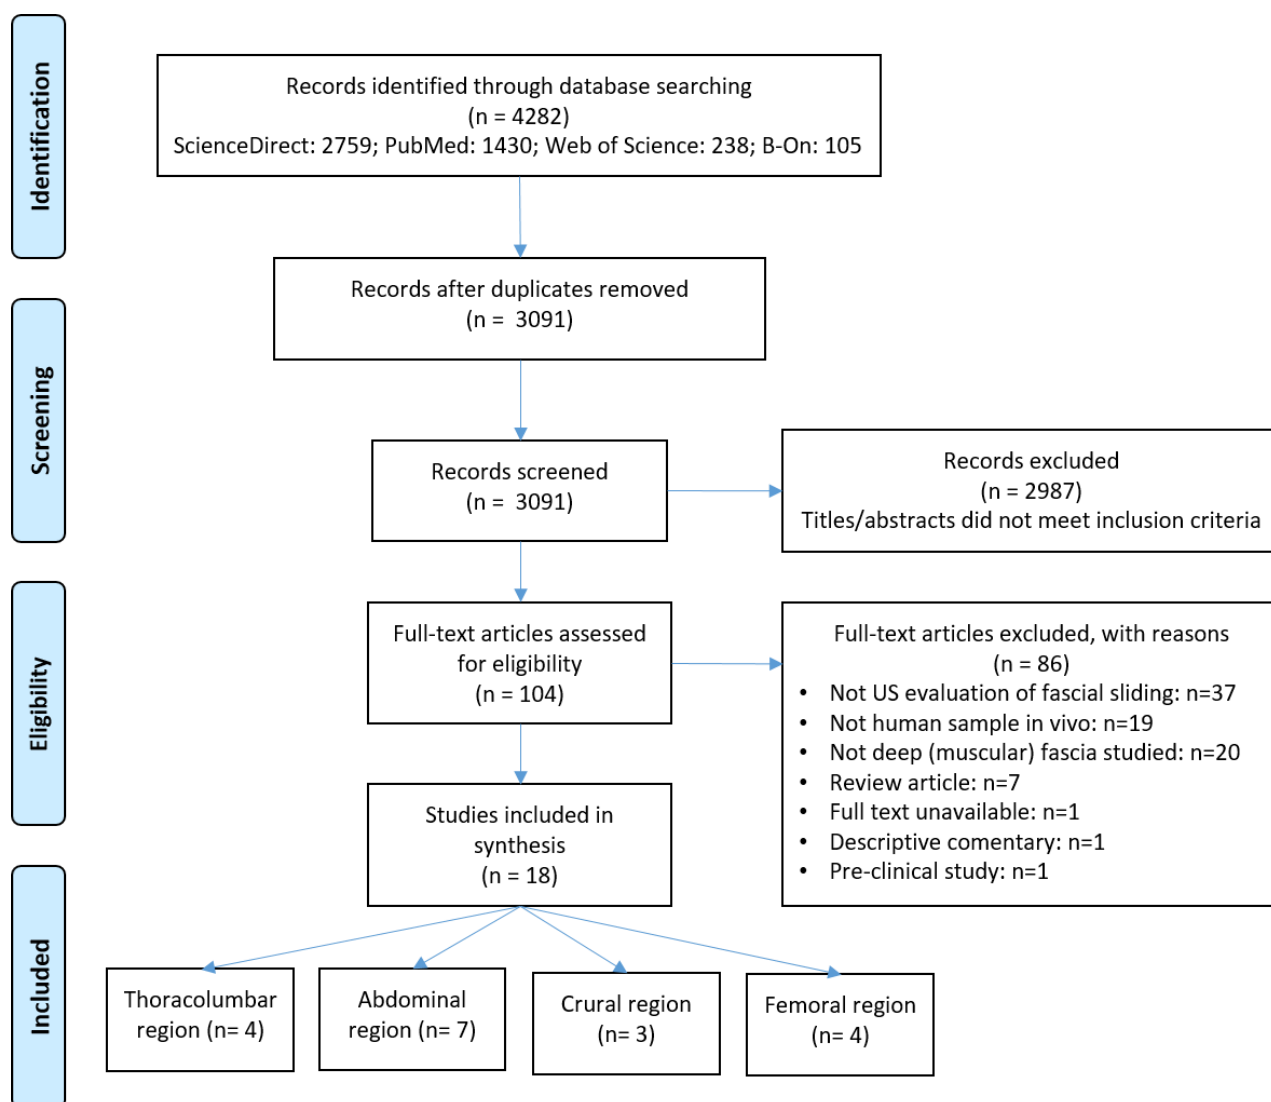 Identification
Records identified through database searching
(n = 4282)
ScienceDirect: 2759; PubMed: 1430; Web of Science: 238; B-On: 105
Records after duplicates removed
(n = 3091)
Screening
Records screened
(n = 3091)
Records excluded
(n = 2987)
Titles/abstracts did not meet inclusion criteria
Eligibility
Full-text articles assessed
for eligibility
(n = 104)
Full-text articles excluded, with reasons
(n = 86)
• Not US evaluation of fascial sliding: n=37
• Not human sample in vivo: n=19
• Not deep (muscular) fascia studied: n=20
• Review article: n=7
• Full text unavailable: n=1
• Descriptive comentary: n=1
• Pre-clinical study: n=1
Studies included in
synthesis
(n = 18)
Included
Thoracolumbar
region (n= 4)
Abdominal
region (n= 7)
Crural region
(n= 3)
Femoral region
(n= 4)